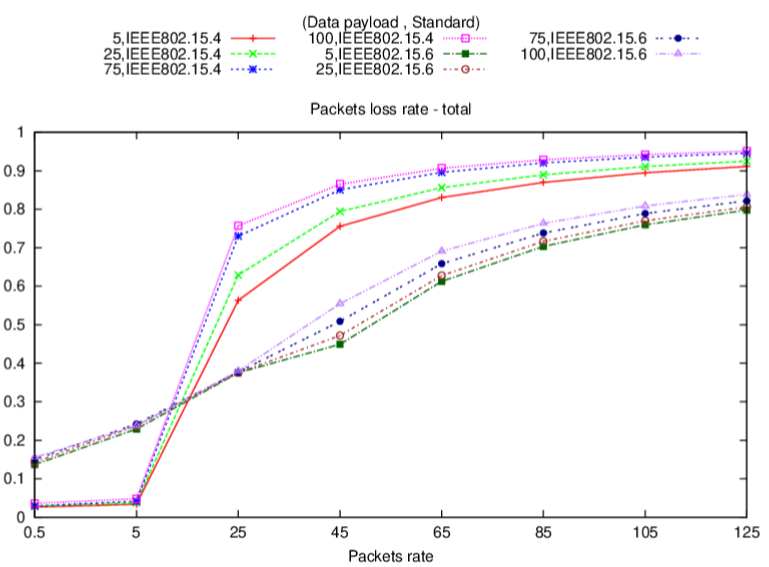 (Data payload , Standard)
5,IEEE802.15.4
25,IEEE802.15.4
75,IEEE802.15.4
100,IEEE802.15.4
5,IEEE802.15.6
25,IEEE802.15.6
75,IEEE802.15.6
100,IEEE802.15.6
Packets loss rate - total
1
0.9
0.8
0.7
0.6
0.5
0.4
0.3
0.2
0.1
0
0.5 5 25 45 65 85 105 125
Packets rate